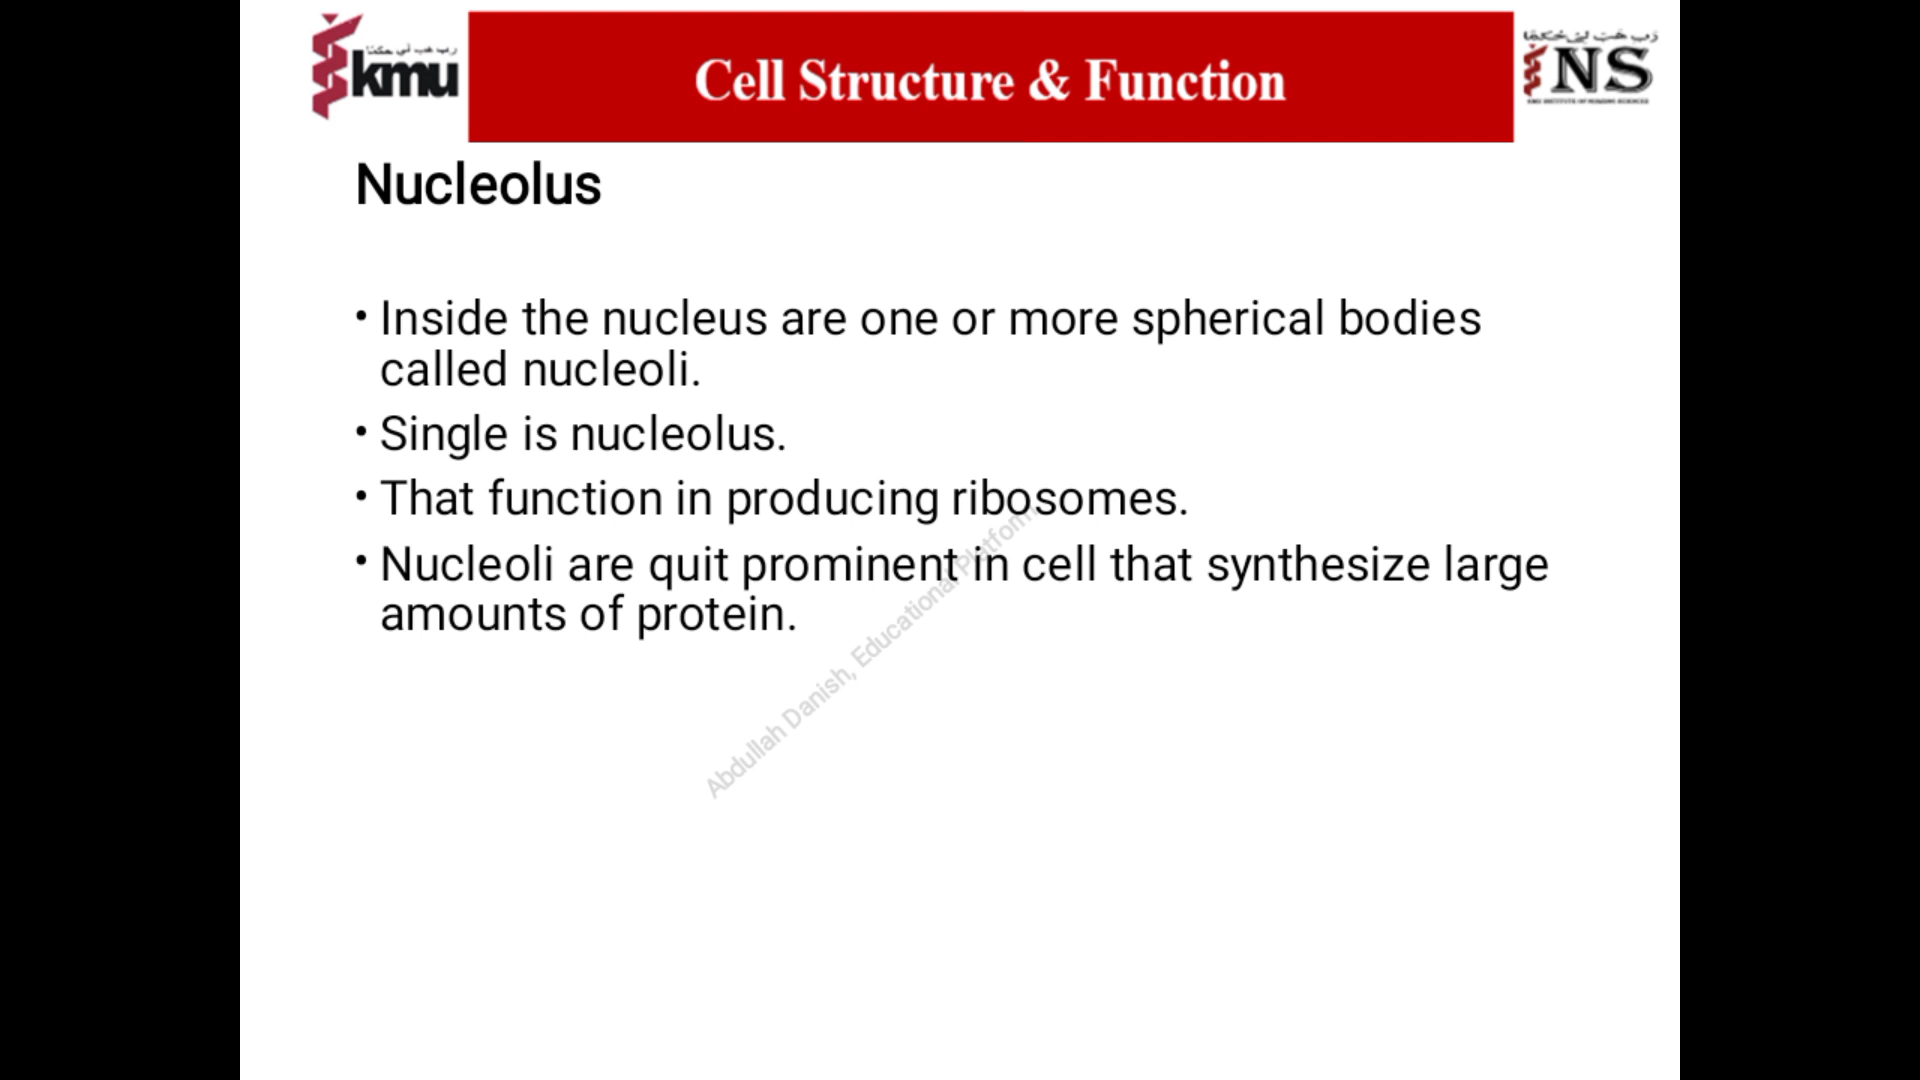 kmu
Cell Structure & Function
INS
Nucleolus
• Inside the nucleus are one or more spherical bodies
called nucleoli.
• Single is nucleolus.
• That function in producing ribosomes.
• Nucleoli are quit prominent in cell that synthesize large
amounts of protein.
Abdullah Danish, Educational Platform